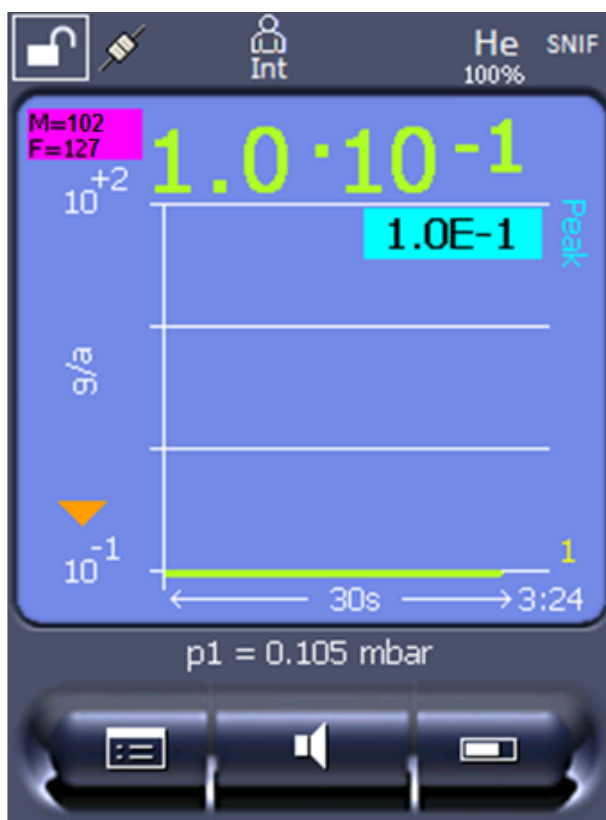 Int
He
100%
SNIF
M=102
F=127
1.0·10-1
10+2
1.0E-1
Peak
g/a
10-1
1
30s
3:24
p1 = 0.105 mbar